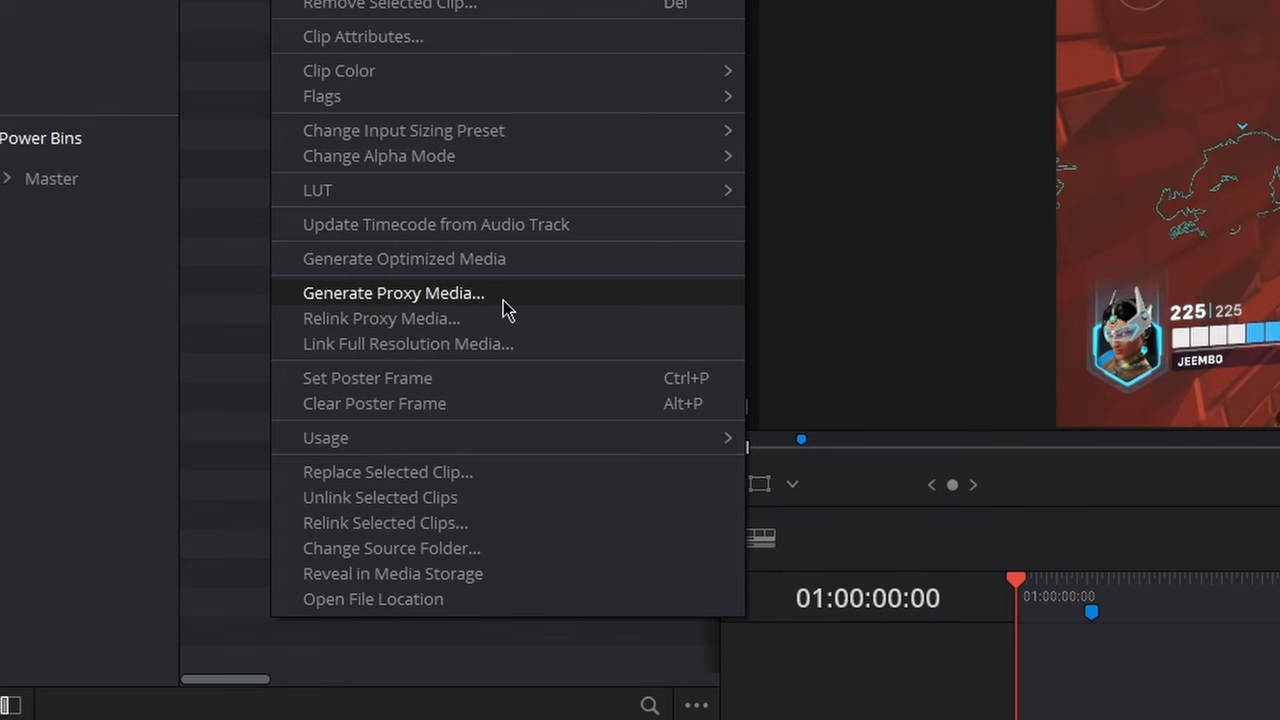 Remove Selected Clip... Del
Clip Attributes...
Clip Color
Flags
Change Input Sizing Preset
Change Alpha Mode
LUT
Update Timecode from Audio Track
Generate Optimized Media
Generate Proxy Media...
Relink Proxy Media...
Link Full Resolution Media...
Set Poster Frame Ctrl+P
Clear Poster Frame Alt+P
Usage
Replace Selected Clip...
Unlink Selected Clips
Relink Selected Clips...
Change Source Folder...
Reveal in Media Storage
Open File Location
Power Bins
Master
225|225
JEEMBO
01:00:00:00
01:00:00:00